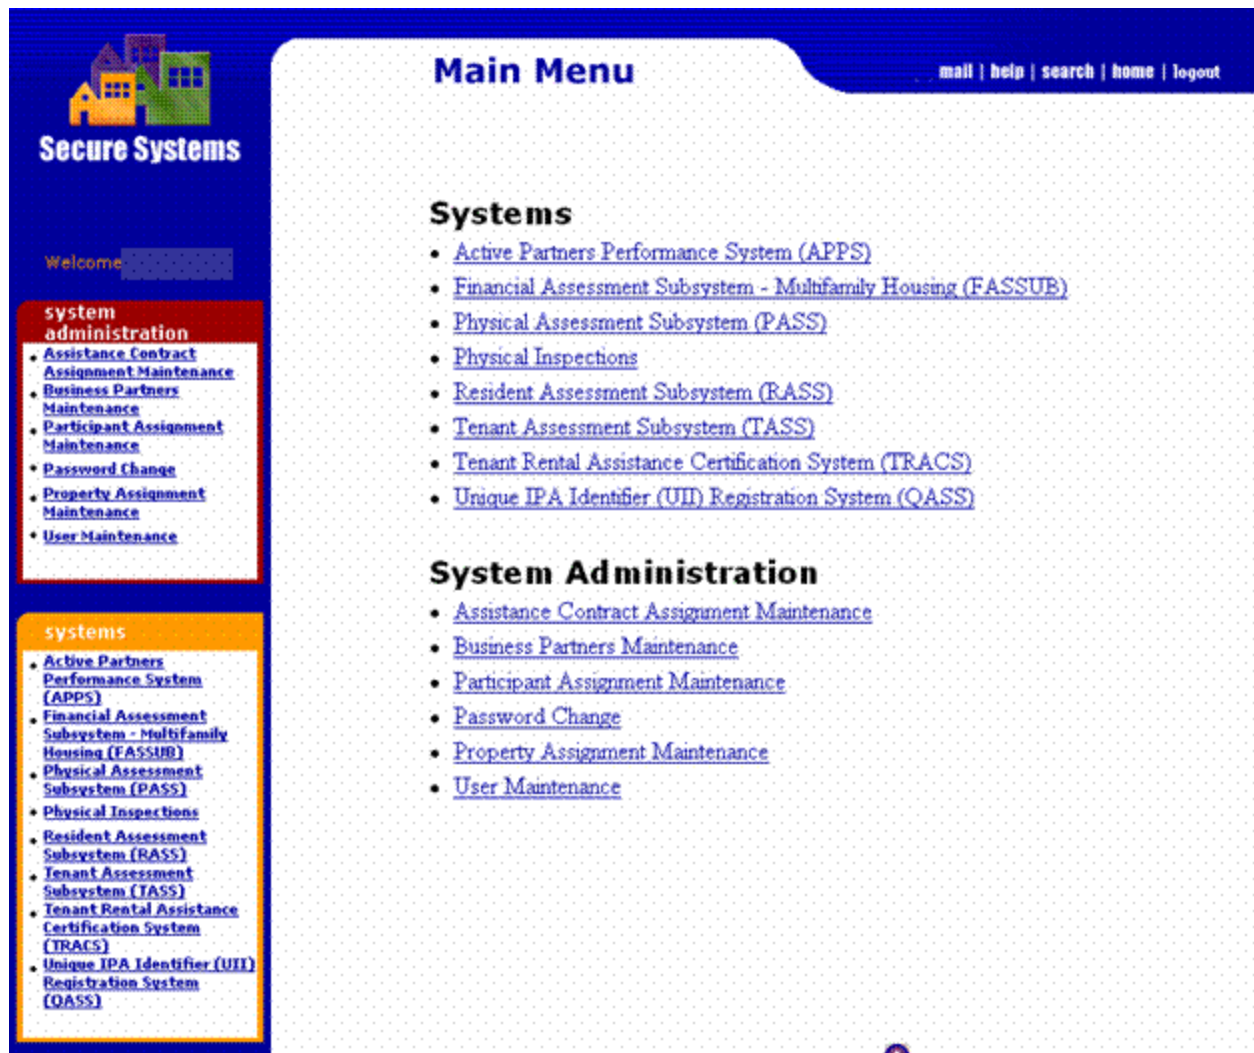 Main Menu
mail | help | search | home | logout
Secure Systems
Welcome
system
administration
Assistance Contract
Assignment Maintenance
Business Partners
Maintenance
Participant Assignment
Maintenance
Password Change
Property Assignment
Maintenance
User Maintenance
systems
Active Partners
Performance System
(APPS)
Financial Assessment
Subsystem - Multifamily
Housing (FASSUB)
Physical Assessment
Subsystem (PASS)
Physical Inspections
Resident Assessment
Subsystem (RASS)
Tenant Assessment
Subsystem (TASS)
Tenant Rental Assistance
Certification System
(TRACS)
Unique IPA Identifier (UII)
Registration System
(QASS)
Systems
• Active Partners Performance System (APPS)
• Financial Assessment Subsystem - Multifamily Housing (FASSUB)
• Physical Assessment Subsystem (PASS)
• Physical Inspections
• Resident Assessment Subsystem (RASS)
• Tenant Assessment Subsystem (TASS)
• Tenant Rental Assistance Certification System (TRACS)
• Unique IPA Identifier (UII) Registration System (QASS)
System Administration
• Assistance Contract Assignment Maintenance
• Business Partners Maintenance
• Participant Assignment Maintenance
• Password Change
• Property Assignment Maintenance
• User Maintenance